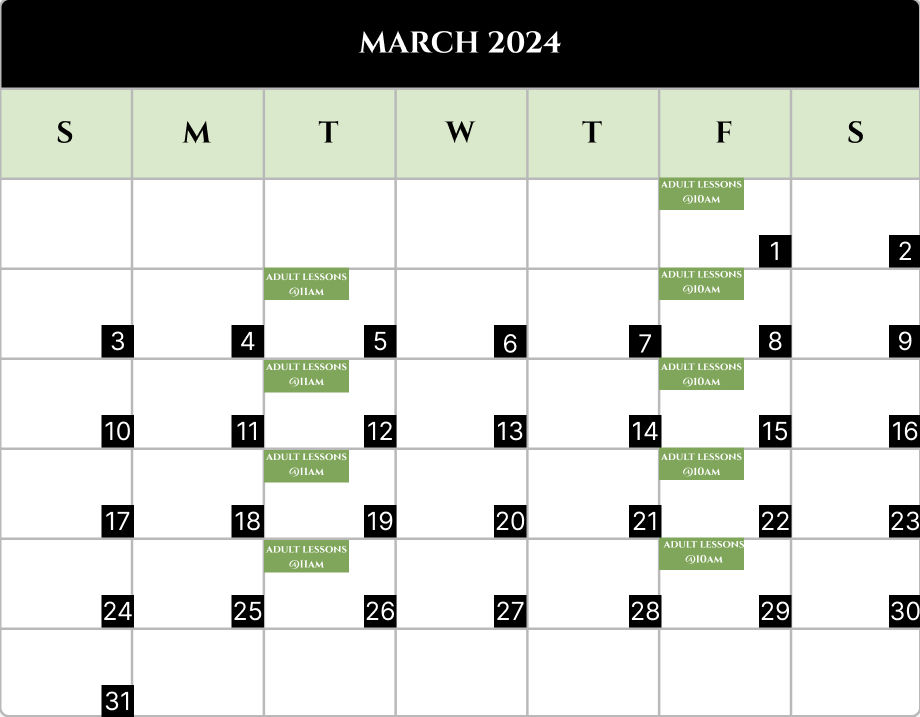 MARCH 2024
S M T W T F S
ADULT LESSONS
@10AM
1 2
ADULT LESSONS
@11AM
ADULT LESSONS
@10AM
3 4 5 6 7 8 9
ADULT LESSONS
@11AM
ADULT LESSONS
@10AM
10 11 12 13 14 15 16
ADULT LESSONS
@11AM
ADULT LESSONS
@10AM
17 18 19 20 21 22 23
ADULT LESSONS
@11AM
ADULT LESSONS
@10AM
24 25 26 27 28 29 30
31